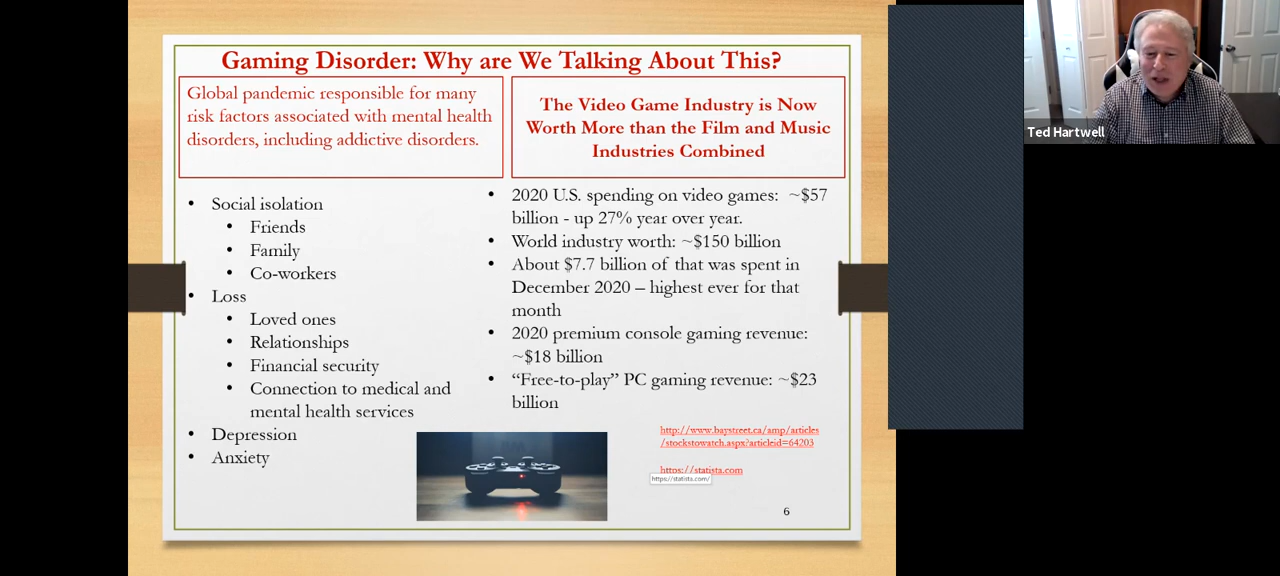 Gaming Disorder: Why are We Talking About This?
Global pandemic responsible for many
risk factors associated with mental health
disorders, including addictive disorders.
• Social isolation
• Friends
• Family
• Co-workers
• Loss
• Loved ones
• Relationships
• Financial security
• Connection to medical and
mental health services
• Depression
• Anxiety
The Video Game Industry is Now
Worth More than the Film and Music
Industries Combined
• 2020 U.S. spending on video games: ~$57
billion - up 27% year over year.
• World industry worth: ~$150 billion
• About $7.7 billion of that was spent in
December 2020 – highest ever for that
month
• 2020 premium console gaming revenue:
~$18 billion
• “Free-to-play” PC gaming revenue: ~$23
billion
http://www.baystreet.ca/amp/articles
/stockstowatch.aspx?articleid=64203
https://statista.com
https://statista.com/
6
Ted Hartwell